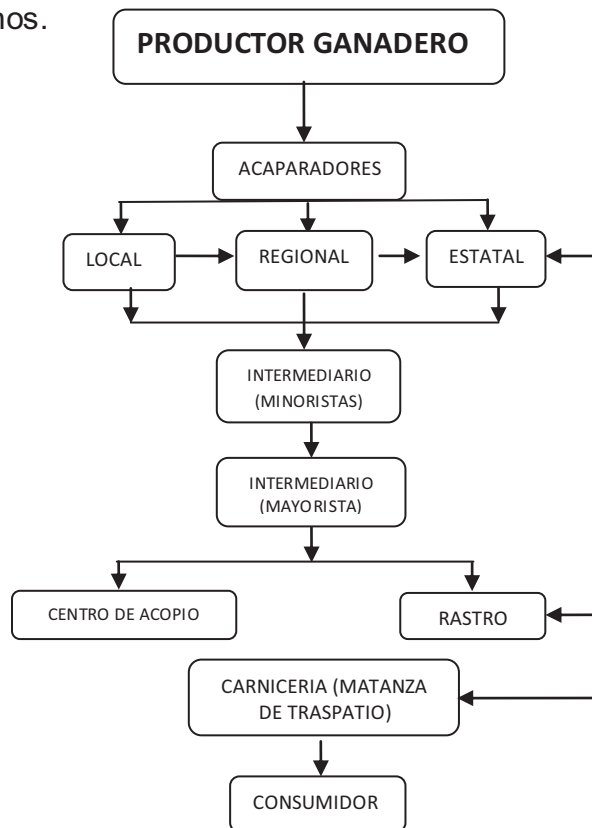 nos.
PRODUCTOR GANADERO
ACAPARADORES
LOCAL
REGIONAL
ESTATAL
INTERMEDIARIO
(MINORISTAS)
INTERMEDIARIO
(MAYORISTA)
CENTRO DE ACOPIO
RASTRO
CARNICERIA (MATANZA
DE TRASPATIO)
CONSUMIDOR